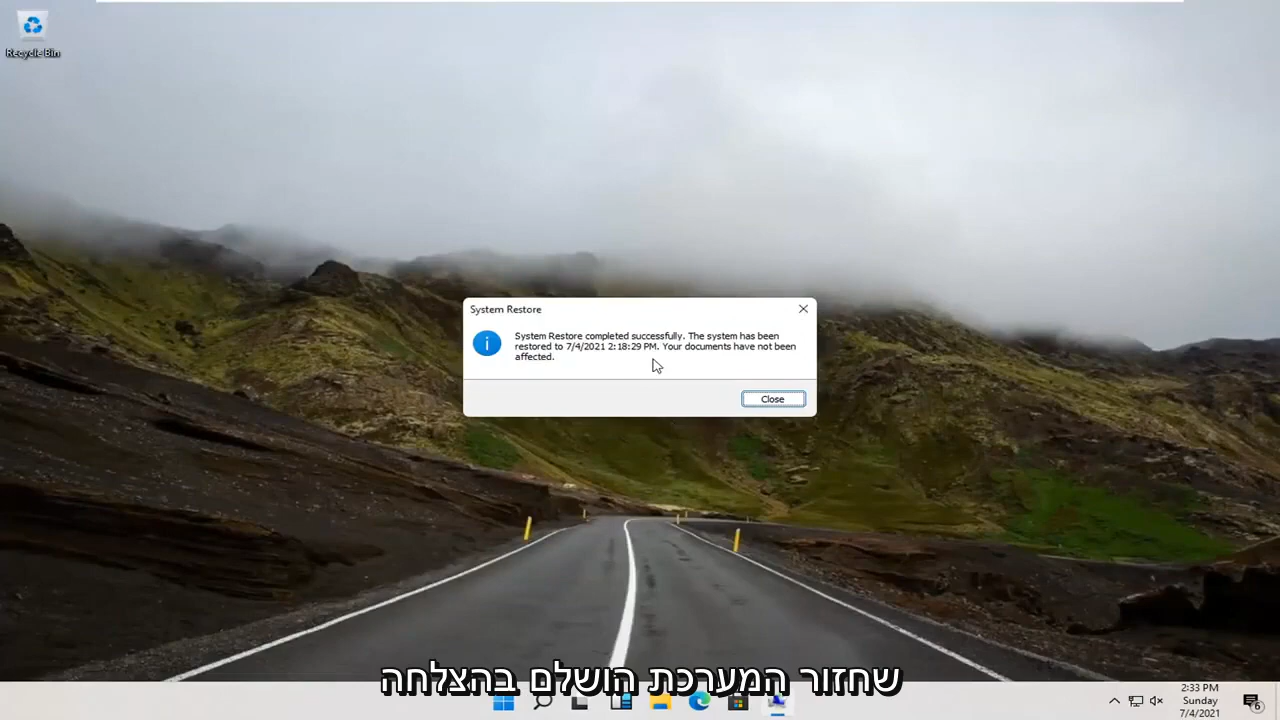 Recycle Bin
System Restore
System Restore completed successfully. The system has been
restored to 7/4/2021 2:18:29 PM. Your documents have not been
affected.
Close
שחזור המערכת הושלם בהצלחה
2:33 PM
Sunday
7/4/2021
6